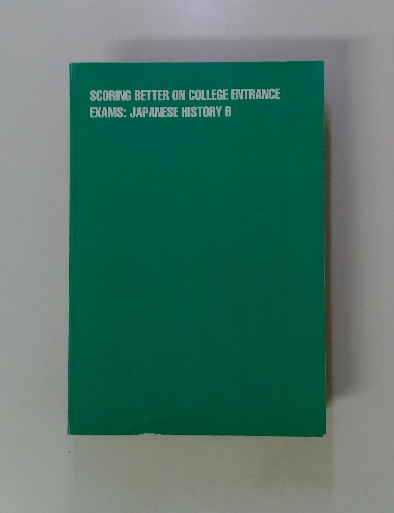 SCORING BETTER ON COLLEGE ENTRANCE
EXAMS: JAPANESE HISTORY B